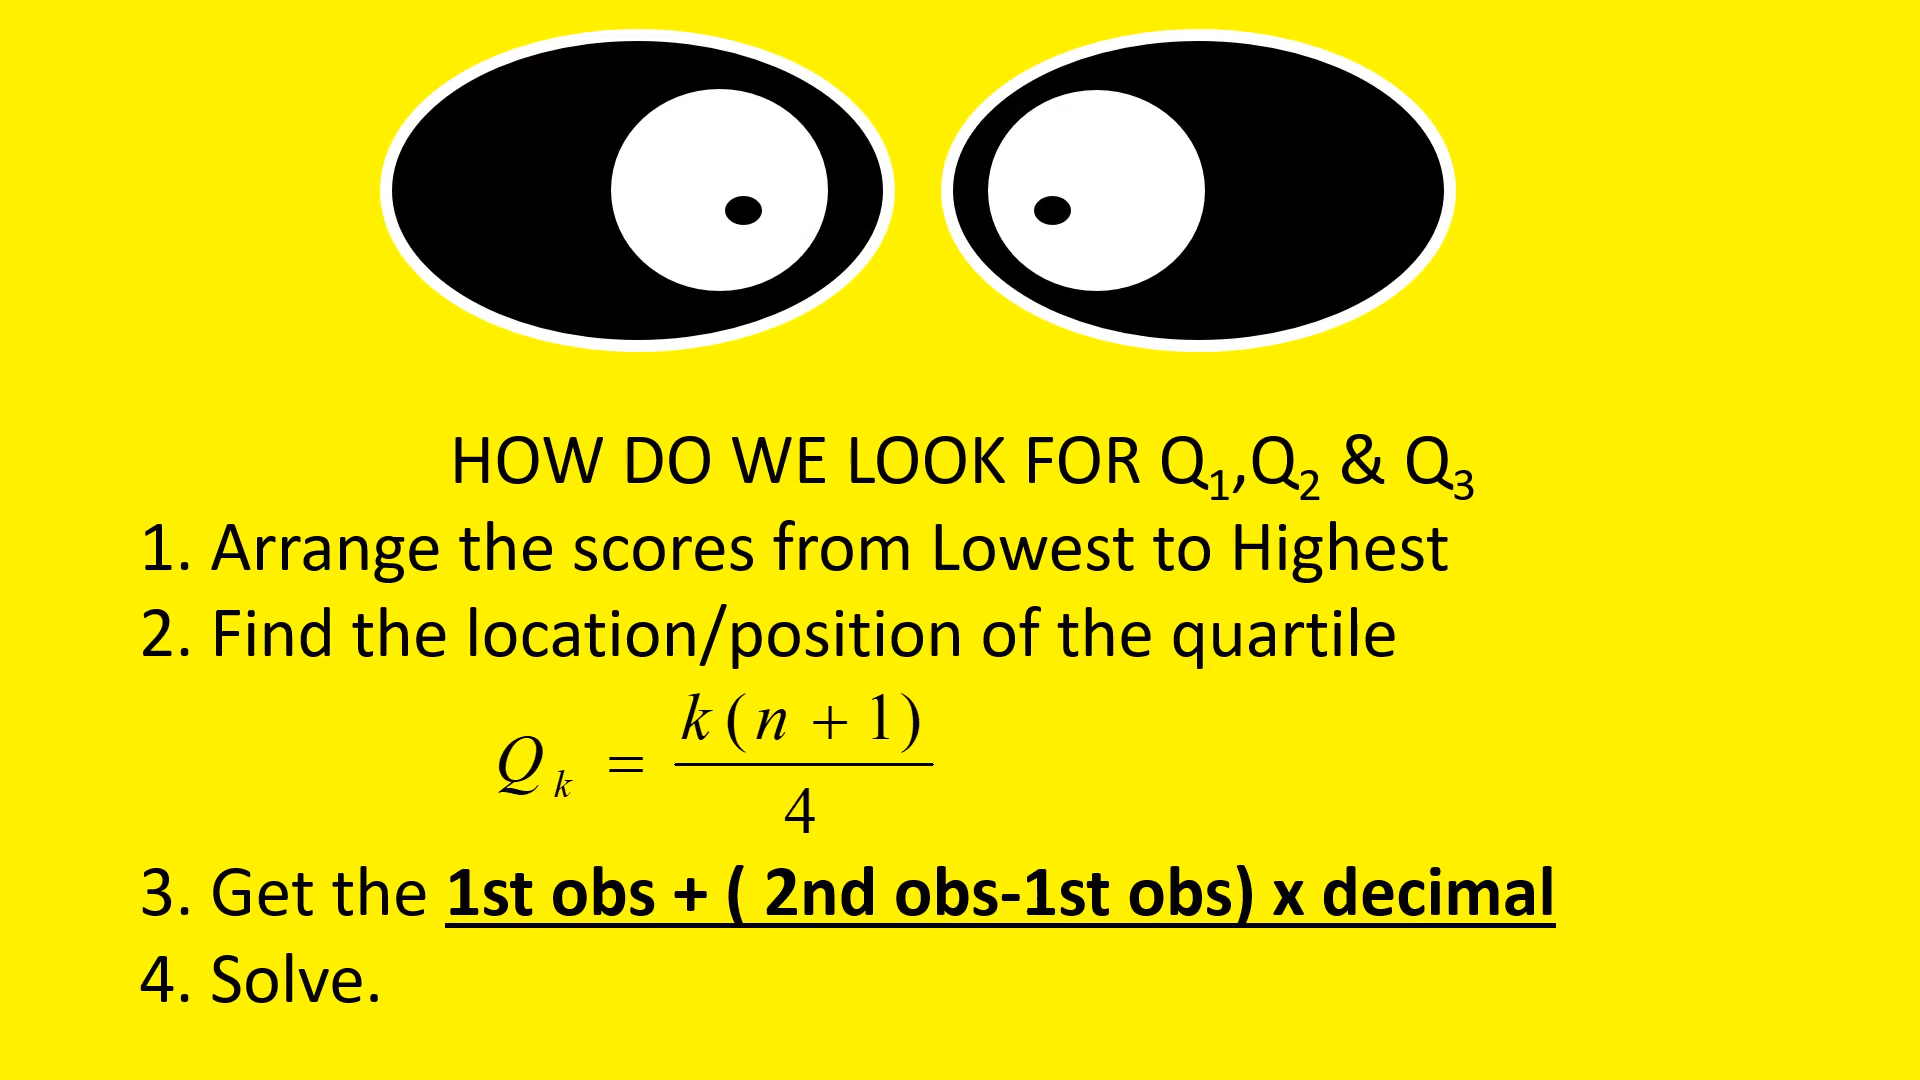 HOW DO WE LOOK FOR Q₁,Q₂ & Q₃
1. Arrange the scores from Lowest to Highest
2. Find the location/position of the quartile
Q k = k ( n + 1 ) / 4
3. Get the 1st obs + ( 2nd obs-1st obs) x decimal
4. Solve.